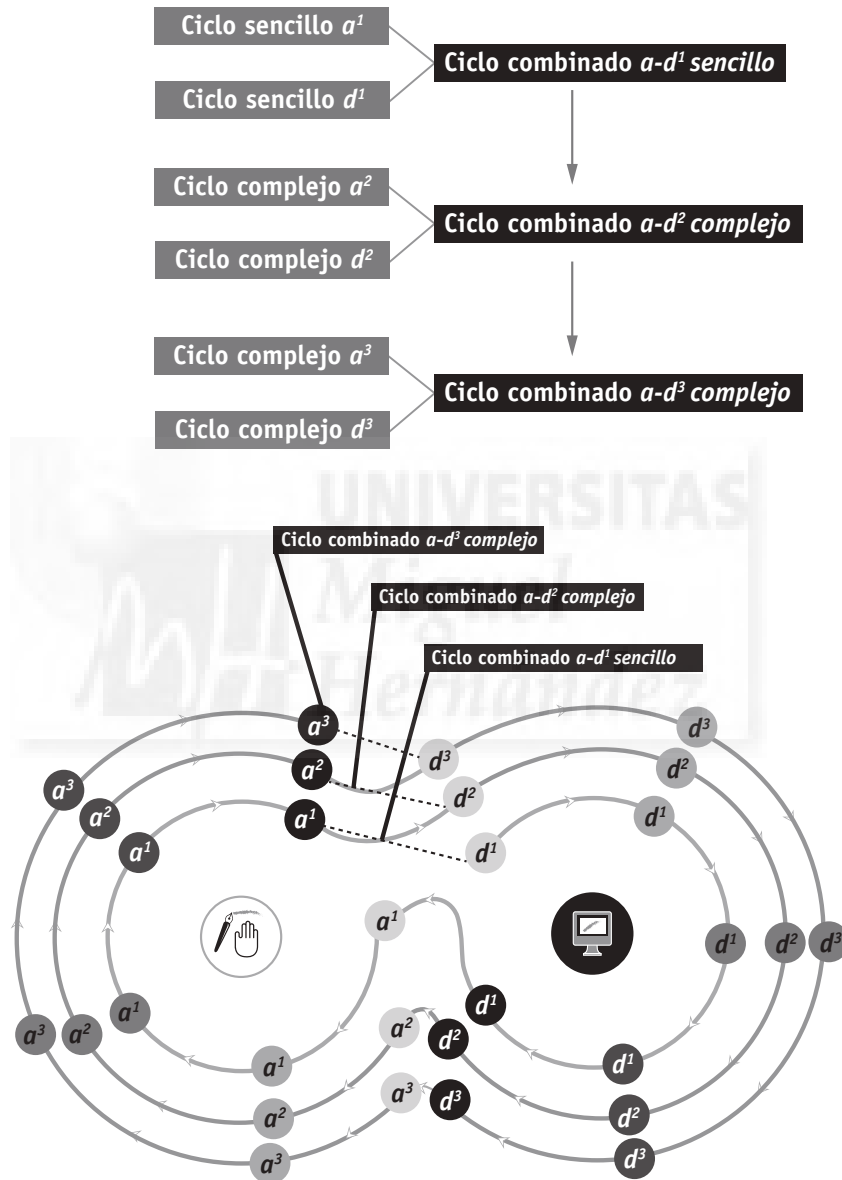 Ciclo sencillo a¹
Ciclo combinado a-d¹ sencillo
Ciclo sencillo d¹
Ciclo complejo a²
Ciclo combinado a-d² complejo
Ciclo complejo d²
Ciclo complejo a³
Ciclo combinado a-d³ complejo
Ciclo complejo d³
UNIVERSITAS
Miguel
Hernández
Ciclo combinado a-d³ complejo
Ciclo combinado a-d² complejo
Ciclo combinado a-d¹ sencillo
a³
d³
d³
a²
d²
a³
d²
a²
a¹
d¹
a¹
d¹
a¹
d¹
d²
d³
a¹
d¹
a³
a²
a²
d²
a¹
d¹
a³
d³
a²
d²
a³
d³